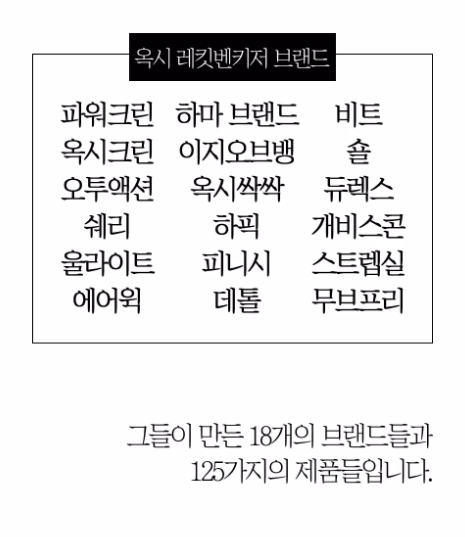 옥시 레킷벤키저 브랜드
파워크린 하마 브랜드 비트
옥시크린 이지오브뱅 숄
오투액션 옥시싹싹 듀렉스
쉐리 하픽 개비스콘
울라이트 피니시 스트렙실
에어윅 데톨 무브프리
그들이 만든 18개의 브랜드들과
125가지의 제품들입니다.